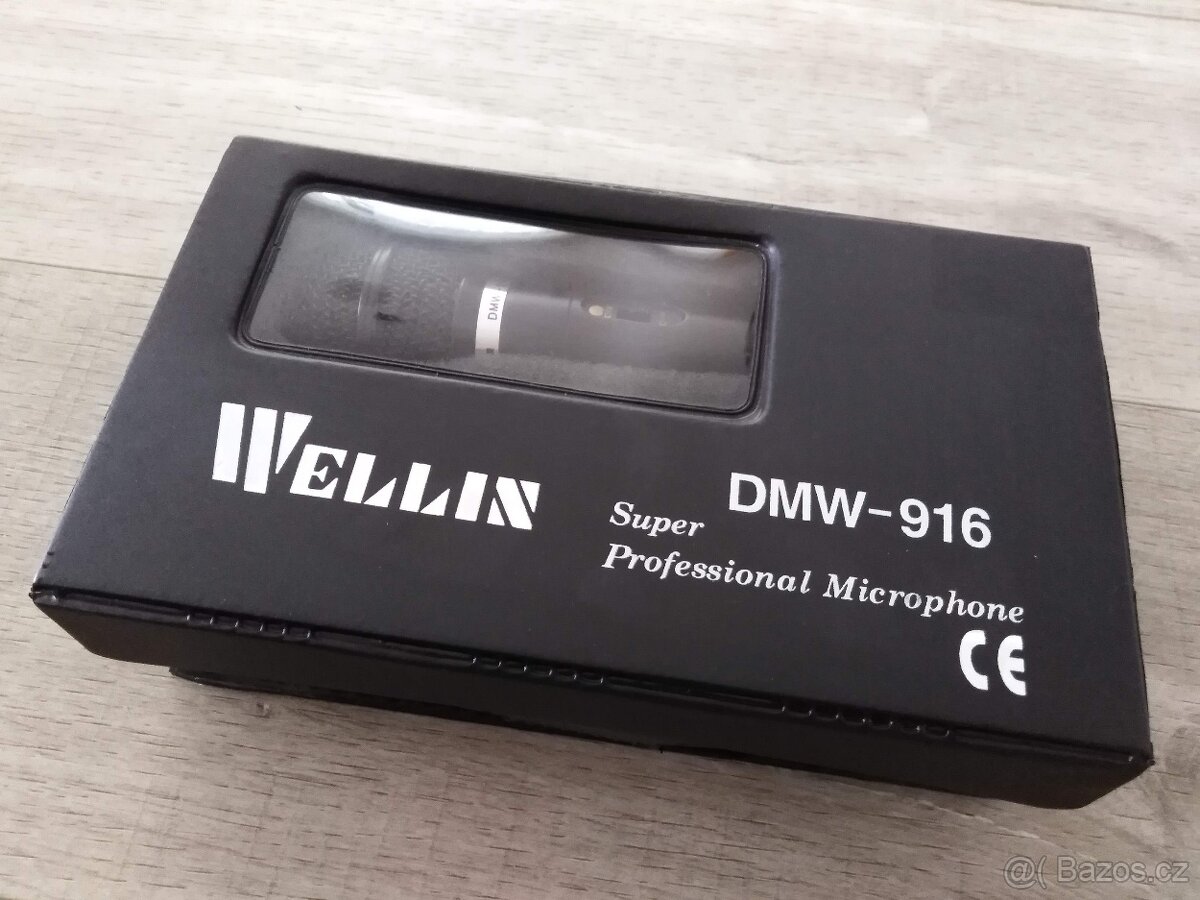 DMW
WELLIN
DMW-916
Super
Professional Microphone
CE
@( Bazos.cz